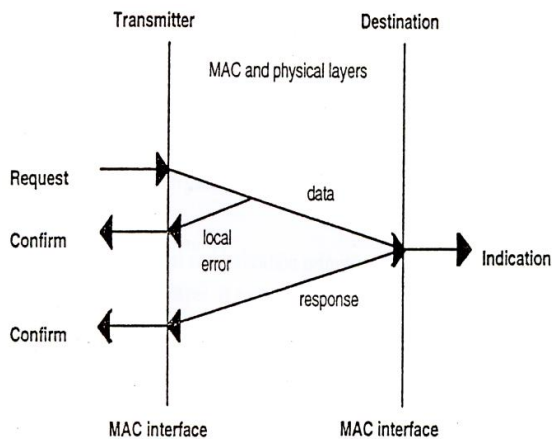 Transmitter
Destination
MAC and physical layers
Request
data
Confirm
local
error
Indication
response
Confirm
MAC interface
MAC interface